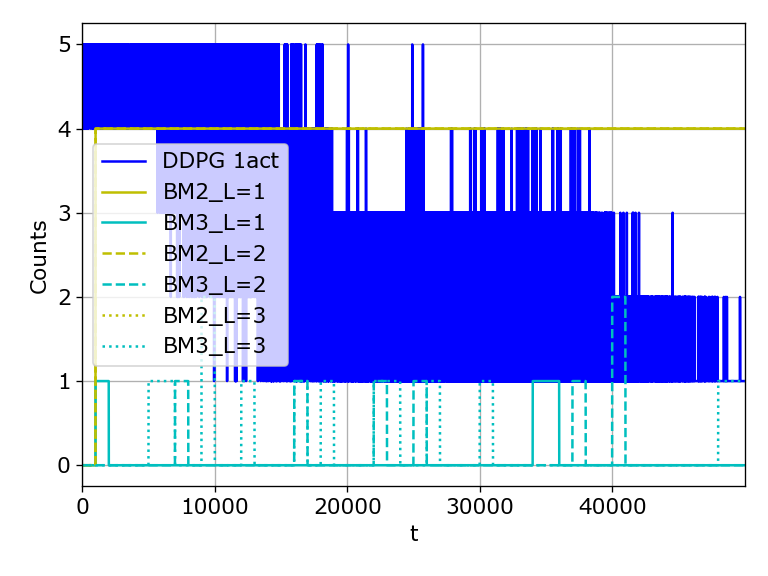 5
4
3
2
1
0
Counts
DDPG 1act
BM2_L=1
BM3_L=1
BM2_L=2
BM3_L=2
BM2_L=3
BM3_L=3
0 10000 20000 30000 40000
t